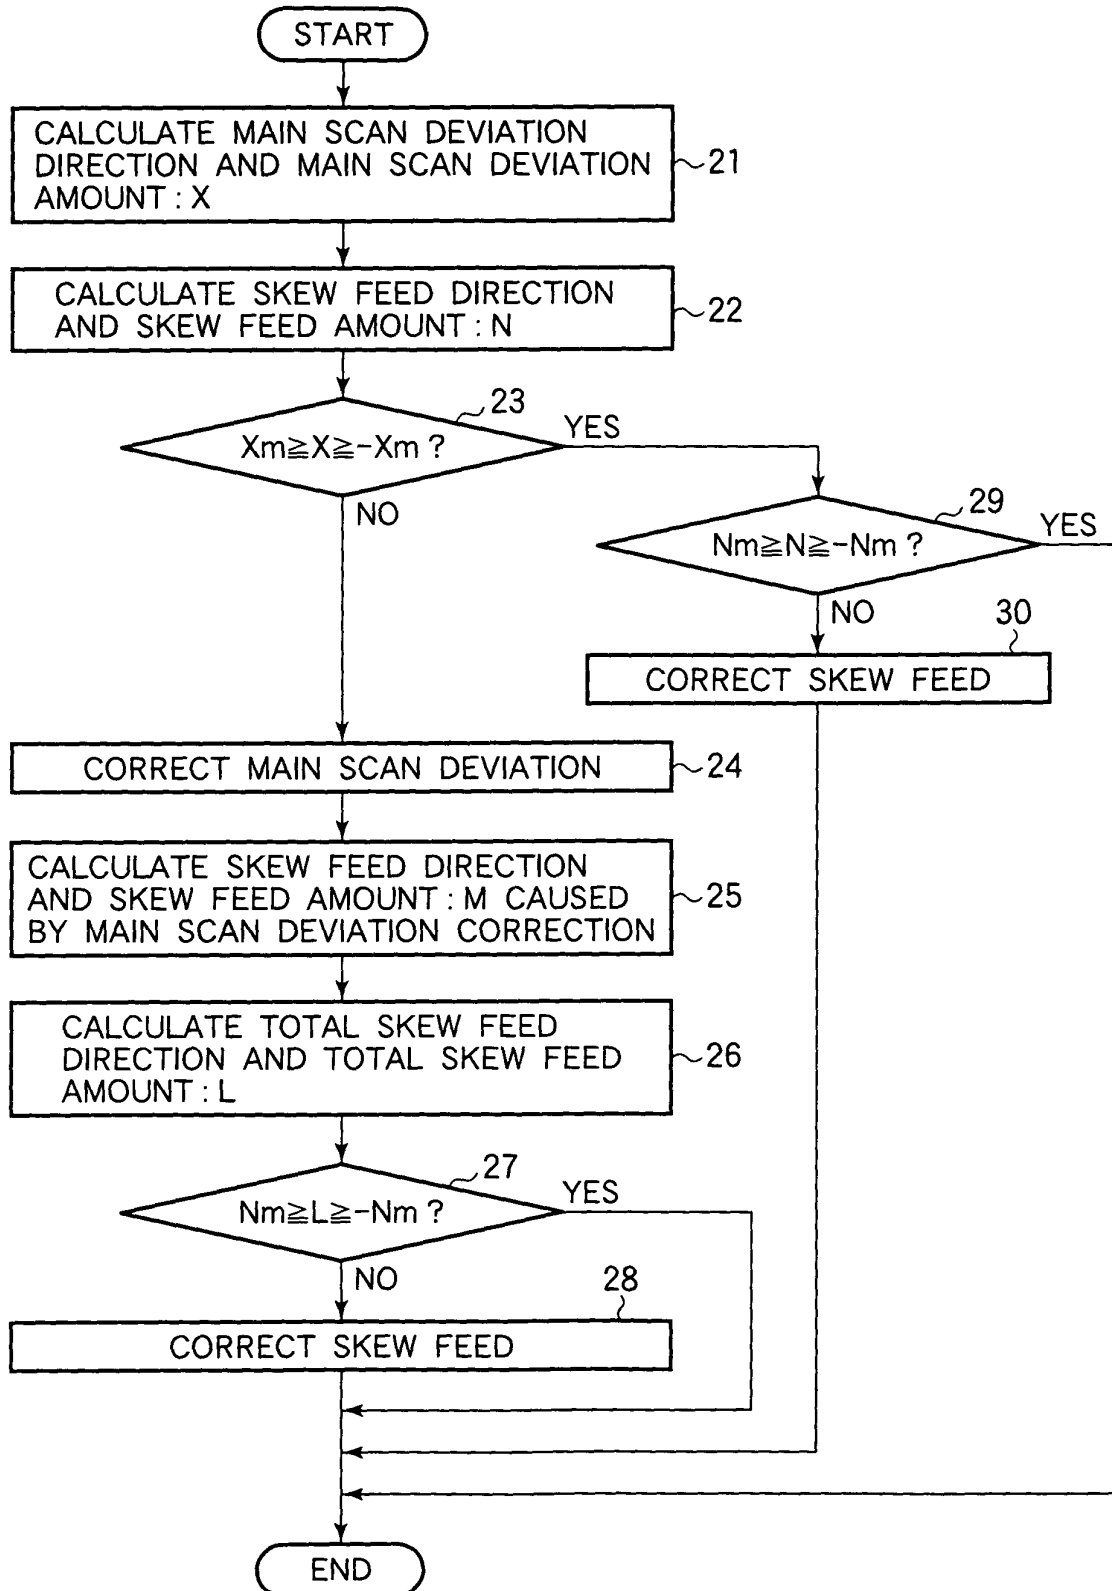 START
CALCULATE MAIN SCAN DEVIATION
DIRECTION AND MAIN SCAN DEVIATION
AMOUNT : X
21
CALCULATE SKEW FEED DIRECTION
AND SKEW FEED AMOUNT : N
22
23
Xm≧X≧-Xm ?
YES
NO
29
Nm≧N≧-Nm ?
YES
NO
30
CORRECT SKEW FEED
CORRECT MAIN SCAN DEVIATION
24
CALCULATE SKEW FEED DIRECTION
AND SKEW FEED AMOUNT : M CAUSED
BY MAIN SCAN DEVIATION CORRECTION
25
CALCULATE TOTAL SKEW FEED
DIRECTION AND TOTAL SKEW FEED
AMOUNT : L
26
27
Nm≧L≧-Nm ?
YES
NO
28
CORRECT SKEW FEED
END